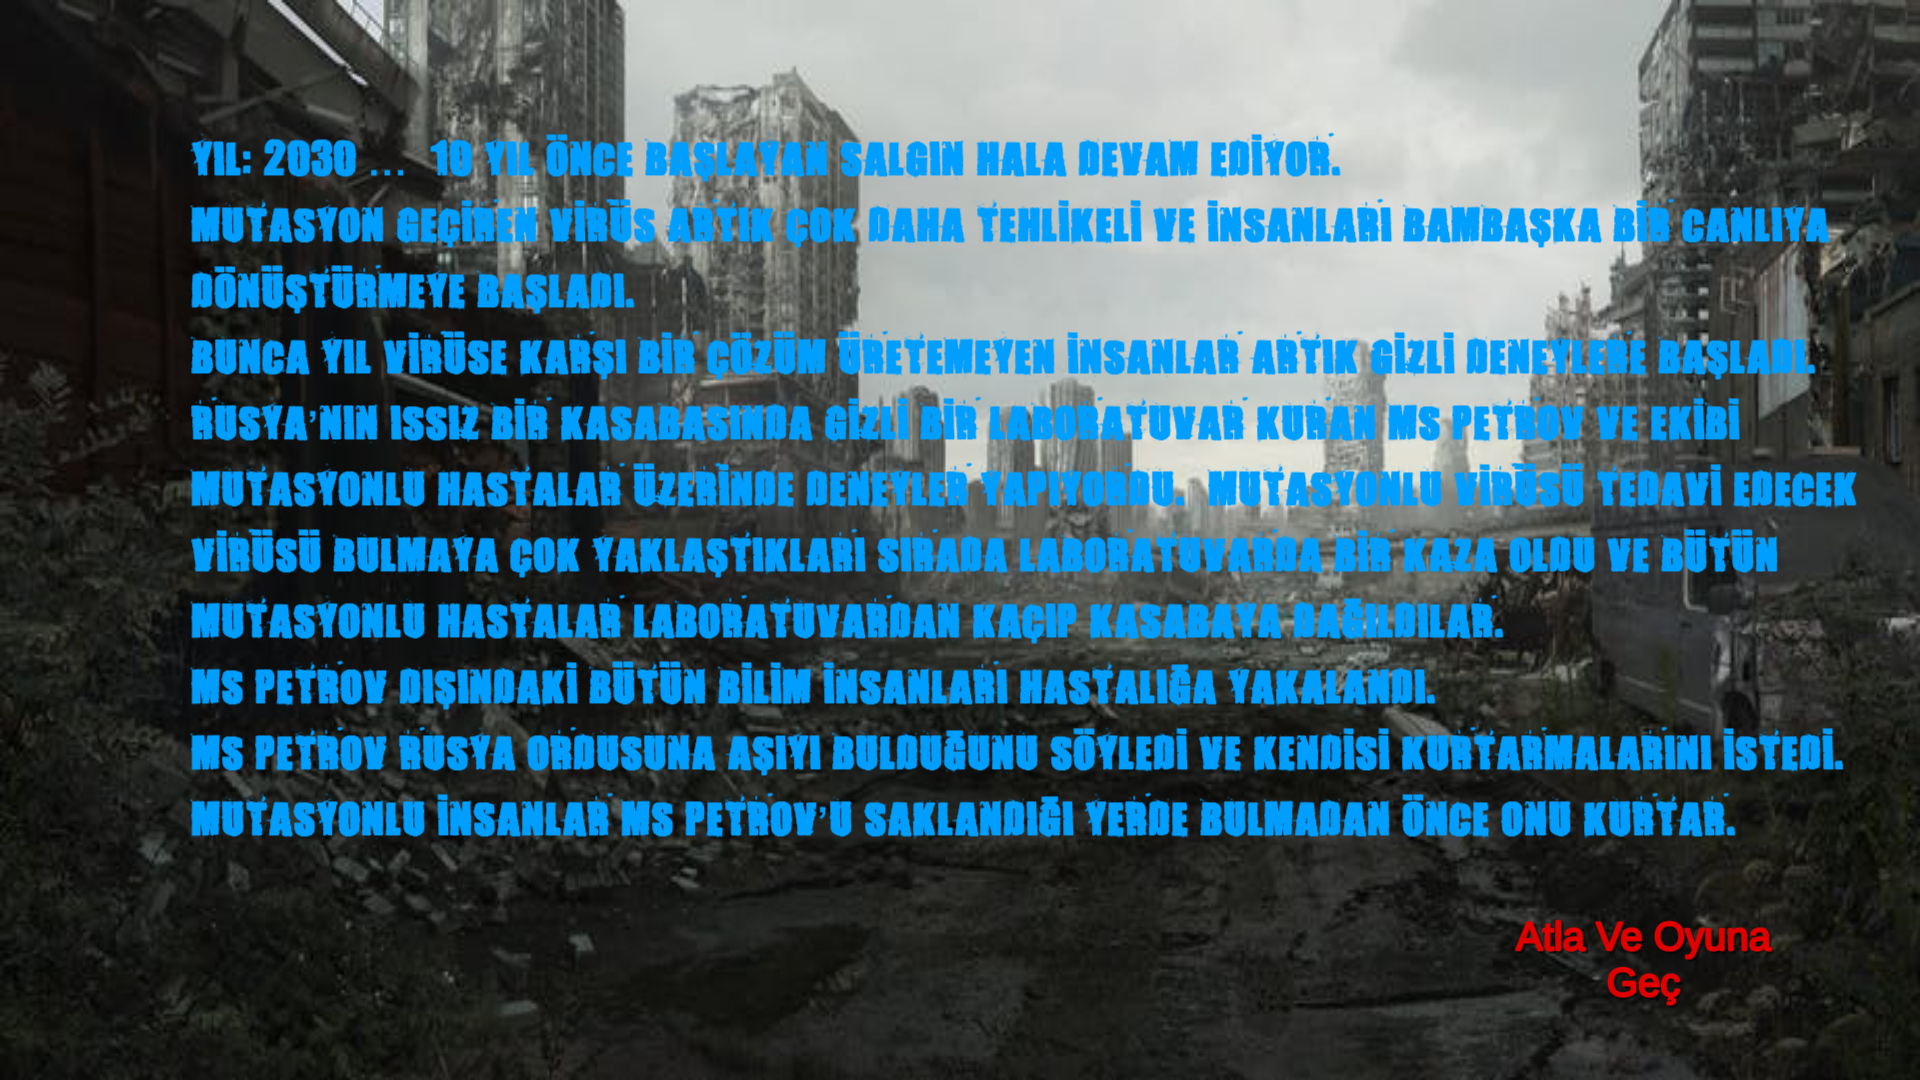 YIL: 2030 ... 10 YIL ÖNCE BAŞLAYAN SALGIN HALA DEVAM EDİYOR.
MUTASYON GEÇİREN VİRÜS ARTIK ÇOK DAHA TEHLİKELİ VE İNSANLARI BAMBAŞKA BİR CANLIYA
DÖNÜŞTÜRMEYE BAŞLADI.
BUNCA YIL VİRÜSE KARŞI BİR ÇÖZÜM ÜRETEMEYEN İNSANLAR ARTIK GİZLİ DENEYLERE BAŞLADI.
RUSYA'NIN ISSIZ BİR KASABASINDA GİZLİ BİR LABORATUVAR KURAN MS PETROV VE EKİBİ
MUTASYONLU HASTALAR ÜZERİNDE DENEYLER YAPIYORDU. MUTASYONLU VİRÜSÜ TEDAVİ EDECEK
VİRÜSÜ BULMAYA ÇOK YAKLAŞTIKLARI SIRADA LABORATUVARDA BİR KAZA OLDU VE BÜTÜN
MUTASYONLU HASTALAR LABORATUVARDAN KAÇIP KASABAYA DAĞILDILAR.
MS PETROV DIŞINDAKİ BÜTÜN BİLİM İNSANLARI HASTALIĞA YAKALANDI.
MS PETROV RUSYA ORDUSUNA AŞIYI BULDUĞUNU SÖYLEDİ VE KENDİSİ KURTARMALARINI İSTEDİ.
MUTASYONLU İNSANLAR MS PETROV'U SAKLANDIĞI YERDE BULMADAN ÖNCE ONU KURTAR.
Atla Ve Oyuna
Geç